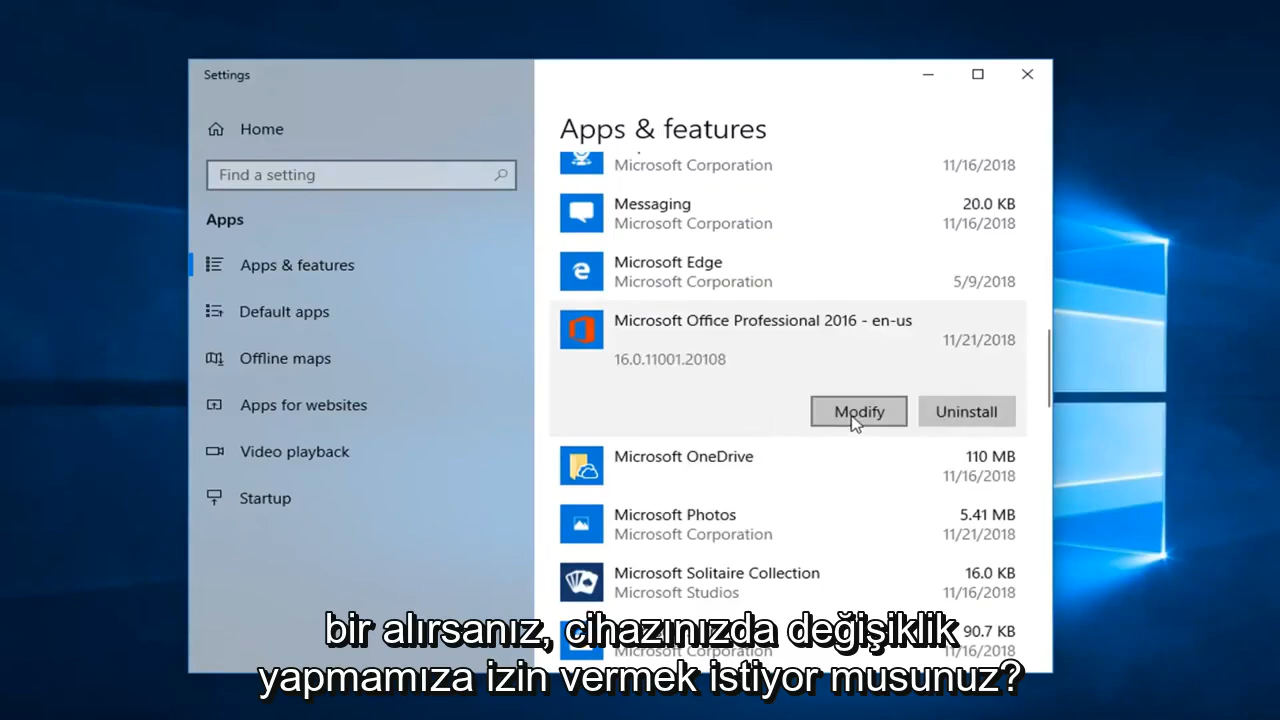 Settings
Home
Find a setting
Apps
Apps & features
Default apps
Offline maps
Apps for websites
Video playback
Startup
Apps & features
Microsoft Corporation 11/16/2018
Messaging 20.0 KB
Microsoft Corporation 11/16/2018
Microsoft Edge
Microsoft Corporation 5/9/2018
Microsoft Office Professional 2016 - en-us
11/21/2018
16.0.11001.20108
Modify Uninstall
Microsoft OneDrive 110 MB
11/16/2018
Microsoft Photos 5.41 MB
Microsoft Corporation 11/21/2018
Microsoft Solitaire Collection 16.0 KB
Microsoft Studios 11/16/2018
90.7 KB
11/16/2018
bir alırsanız, cihazınızda değişiklik
yapmamıza izin vermek istiyor musunuz?